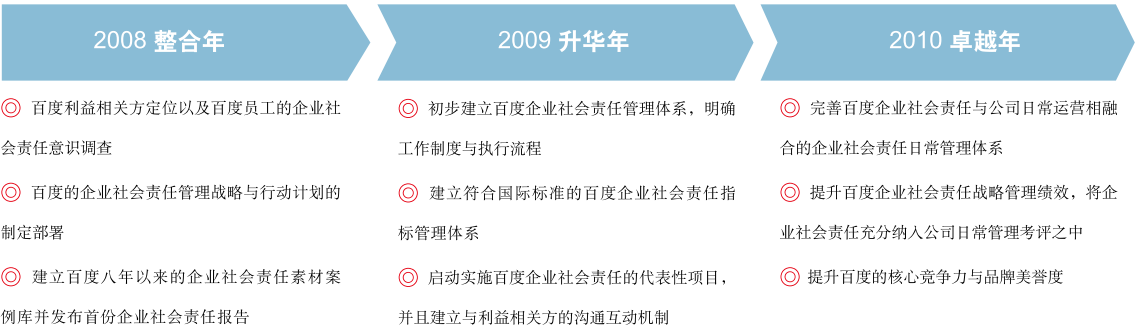 2008 整合年
百度利益相关方定位以及百度员工的企业社
会责任意识调查
百度的企业社会责任管理战略与行动计划的
制定部署
建立百度八年以来的企业社会责任素材案
例库并发布首份企业社会责任报告
2009 升华年
初步建立百度企业社会责任管理体系，明确
工作制度与执行流程
建立符合国际标准的百度企业社会责任指
标管理体系
启动实施百度企业社会责任的代表性项目，
并且建立与利益相关方的沟通互动机制
2010 卓越年
完善百度企业社会责任与公司日常运营相融
合的企业社会责任日常管理体系
提升百度企业社会责任战略管理绩效，将企
业社会责任充分纳入公司日常管理考评之中
提升百度的核心竞争力与品牌美誉度